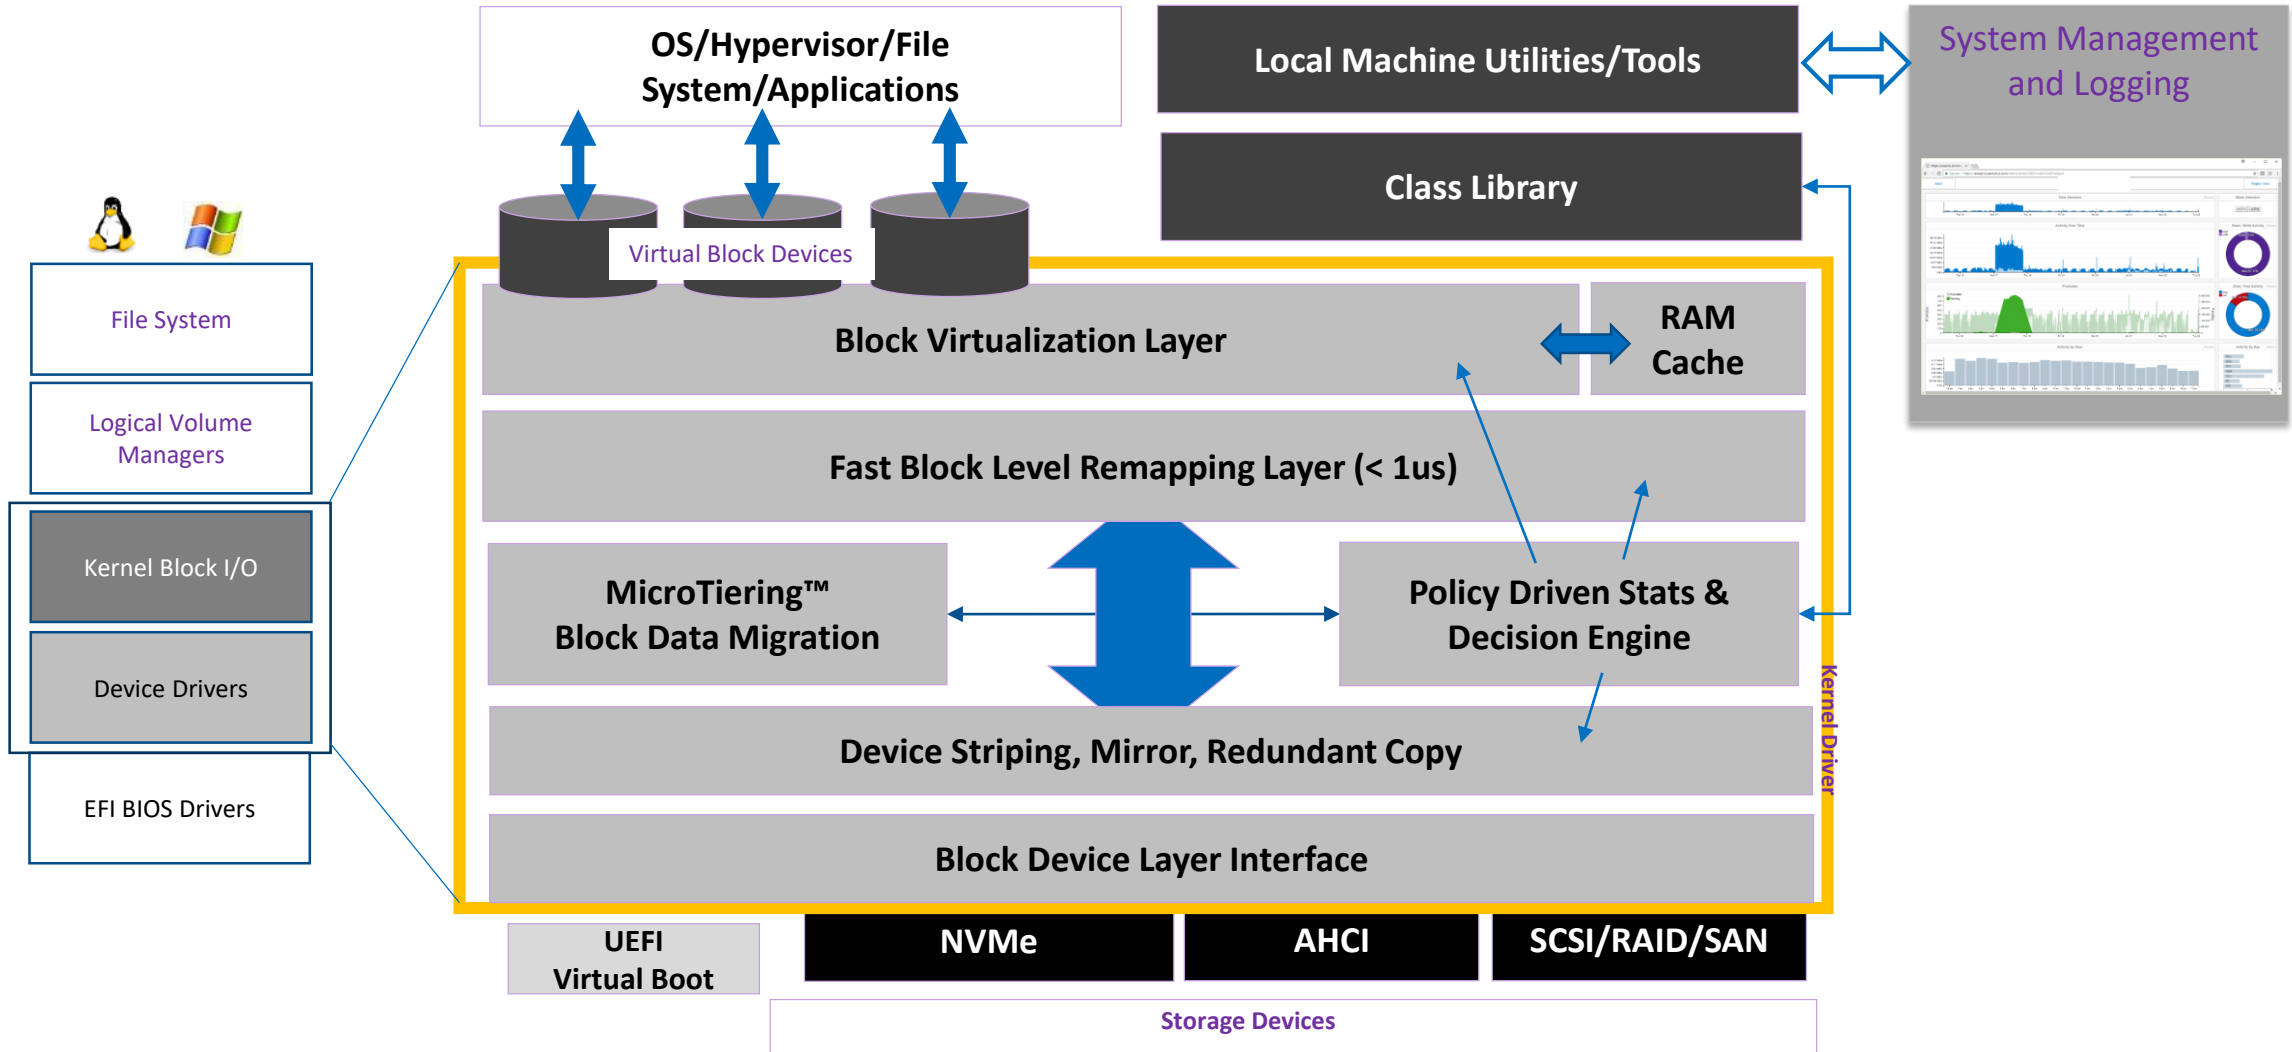 OS/Hypervisor/File
System/Applications
Local Machine Utilities/Tools
System Management
and Logging
Class Library
Virtual Block Devices
File System
Logical Volume
Managers
Kernel Block I/O
Device Drivers
EFI BIOS Drivers
Block Virtualization Layer
RAM
Cache
Fast Block Level Remapping Layer (< 1us)
MicroTiering™
Block Data Migration
Policy Driven Stats &
Decision Engine
Kernel Driver
Device Striping, Mirror, Redundant Copy
Block Device Layer Interface
UEFI
Virtual Boot
NVMe
AHCI
SCSI/RAID/SAN
Storage Devices